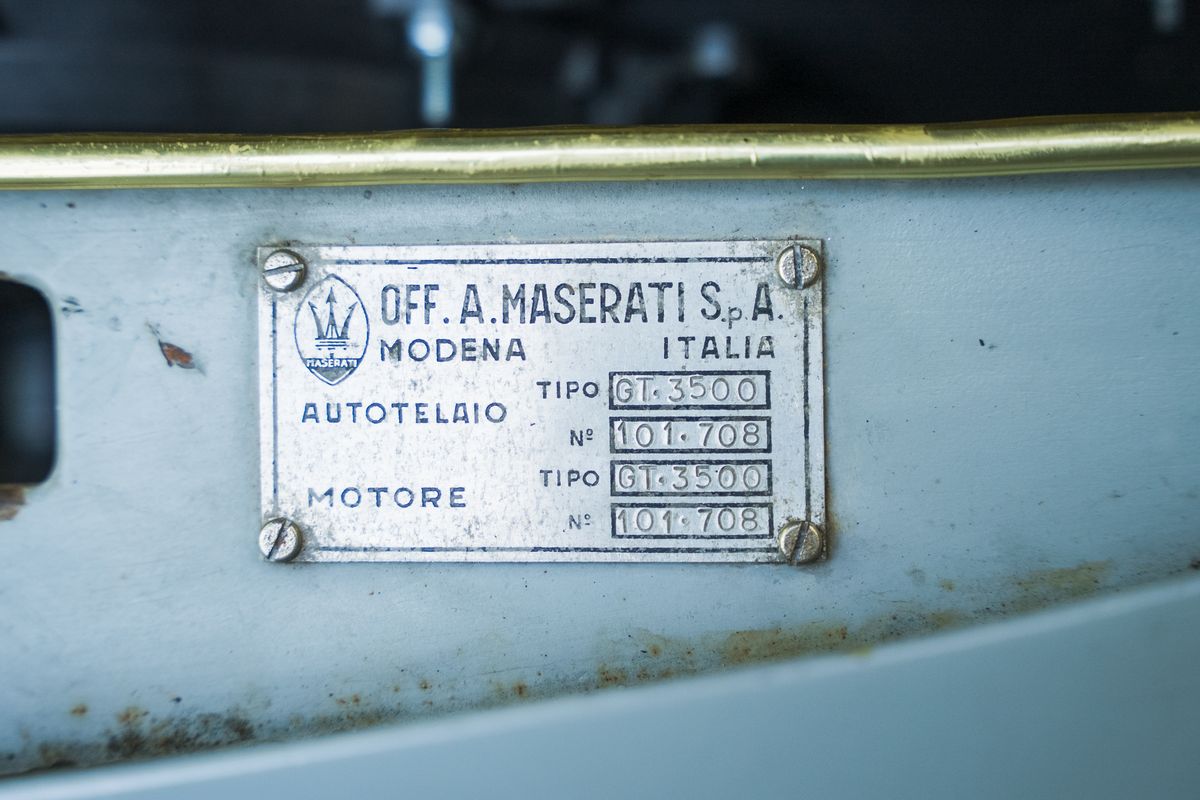 OFF. A. MASERATI S.p.A.
MASERATI
MODENA ITALIA
TIPO GT·3500
AUTOTELAIO
Nº 101·708
TIPO GT·3500
MOTORE
Nº 101·708